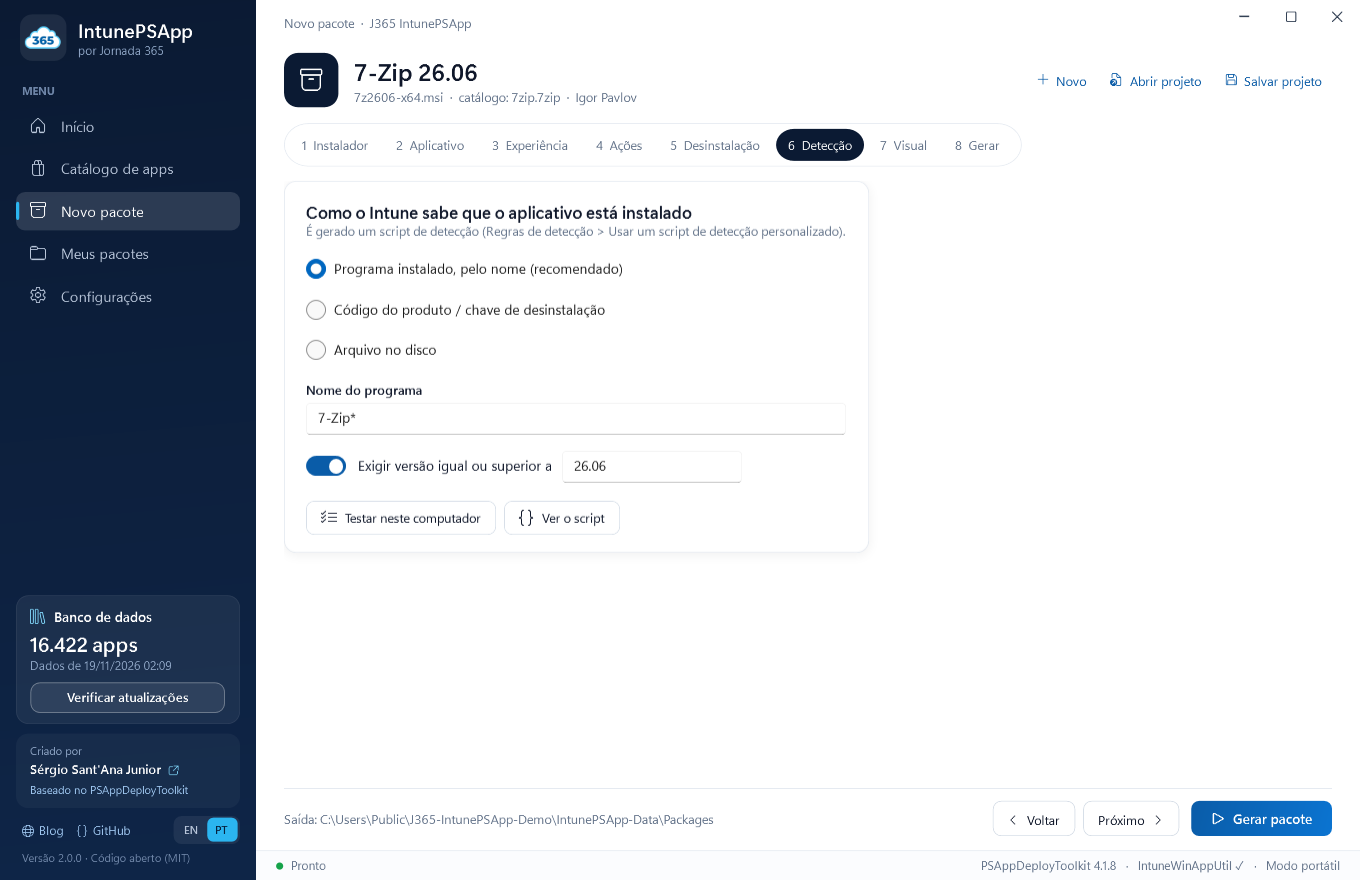 IntunePSApp
por Jornada 365
365
MENU
Início
Catálogo de apps
Novo pacote
Meus pacotes
Configurações
Banco de dados
16.422 apps
Dados de 19/11/2026 02:09
Verificar atualizações
Criado por
Sérgio Sant'Ana Junior
Baseado no PSAppDeployToolkit
Blog {} GitHub EN PT
Versão 2.0.0 · Código aberto (MIT)
Novo pacote · J365 IntunePSApp
7-Zip 26.06
7z2606-x64.msi · catálogo: 7zip.7zip · Igor Pavlov
+ Novo Abrir projeto Salvar projeto
1 Instalador 2 Aplicativo 3 Experiência 4 Ações 5 Desinstalação 6 Detecção 7 Visual 8 Gerar
Como o Intune sabe que o aplicativo está instalado
É gerado um script de detecção (Regras de detecção > Usar um script de detecção personalizado).
Programa instalado, pelo nome (recomendado)
Código do produto / chave de desinstalação
Arquivo no disco
Nome do programa
7-Zip*
Exigir versão igual ou superior a 26.06
Testar neste computador {} Ver o script
Saída: C:\Users\Public\J365-IntunePSApp-Demo\IntunePSApp-Data\Packages
Voltar Próximo Gerar pacote
Pronto
PSAppDeployToolkit 4.1.8 · IntuneWinAppUtil ✓ · Modo portátil